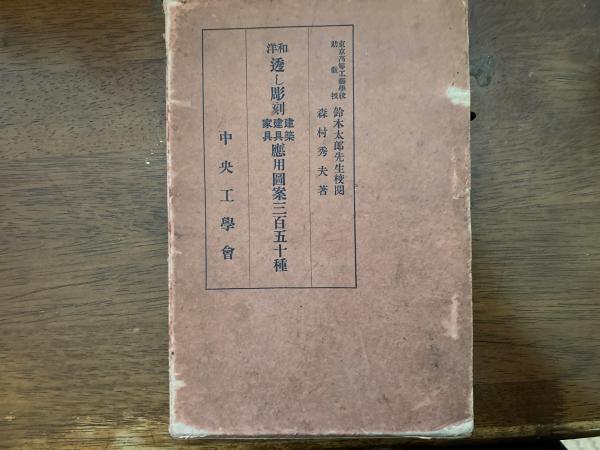 東京高等工藝學校
助教授
鈴木太郎先生校閲
森村秀夫著
和洋透し彫刻建築建具家具應用圖案三百五十種
中央工學會